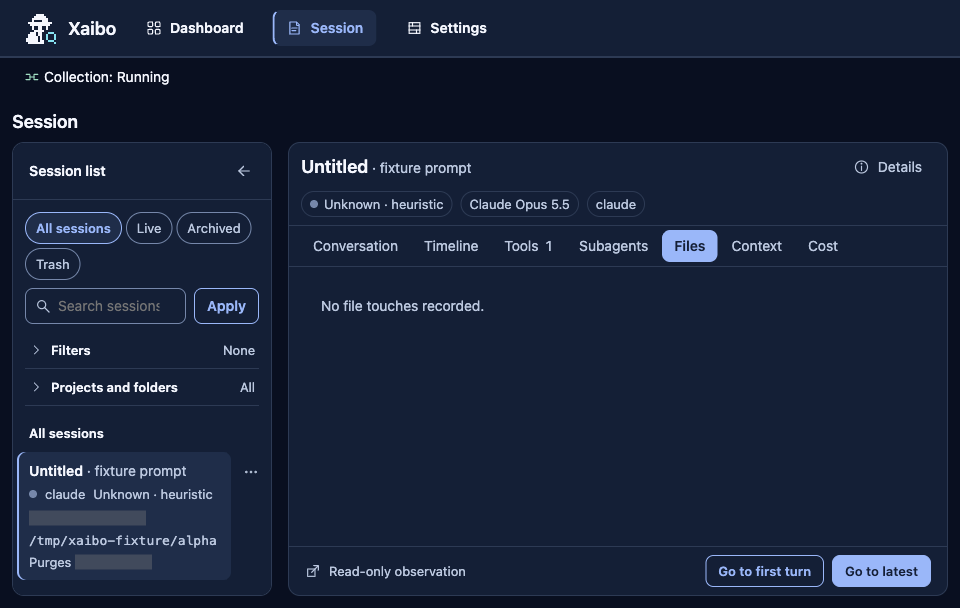 Xaibo Dashboard Session Settings
Collection: Running
Session
Session list
All sessions Live Archived
Trash
Search sessions Apply
Filters None
Projects and folders All
All sessions
Untitled · fixture prompt
claude Unknown · heuristic
/tmp/xaibo-fixture/alpha
Purges
Untitled · fixture prompt Details
Unknown · heuristic Claude Opus 5.5 claude
Conversation Timeline Tools 1 Subagents Files Context Cost
No file touches recorded.
Read-only observation Go to first turn Go to latest